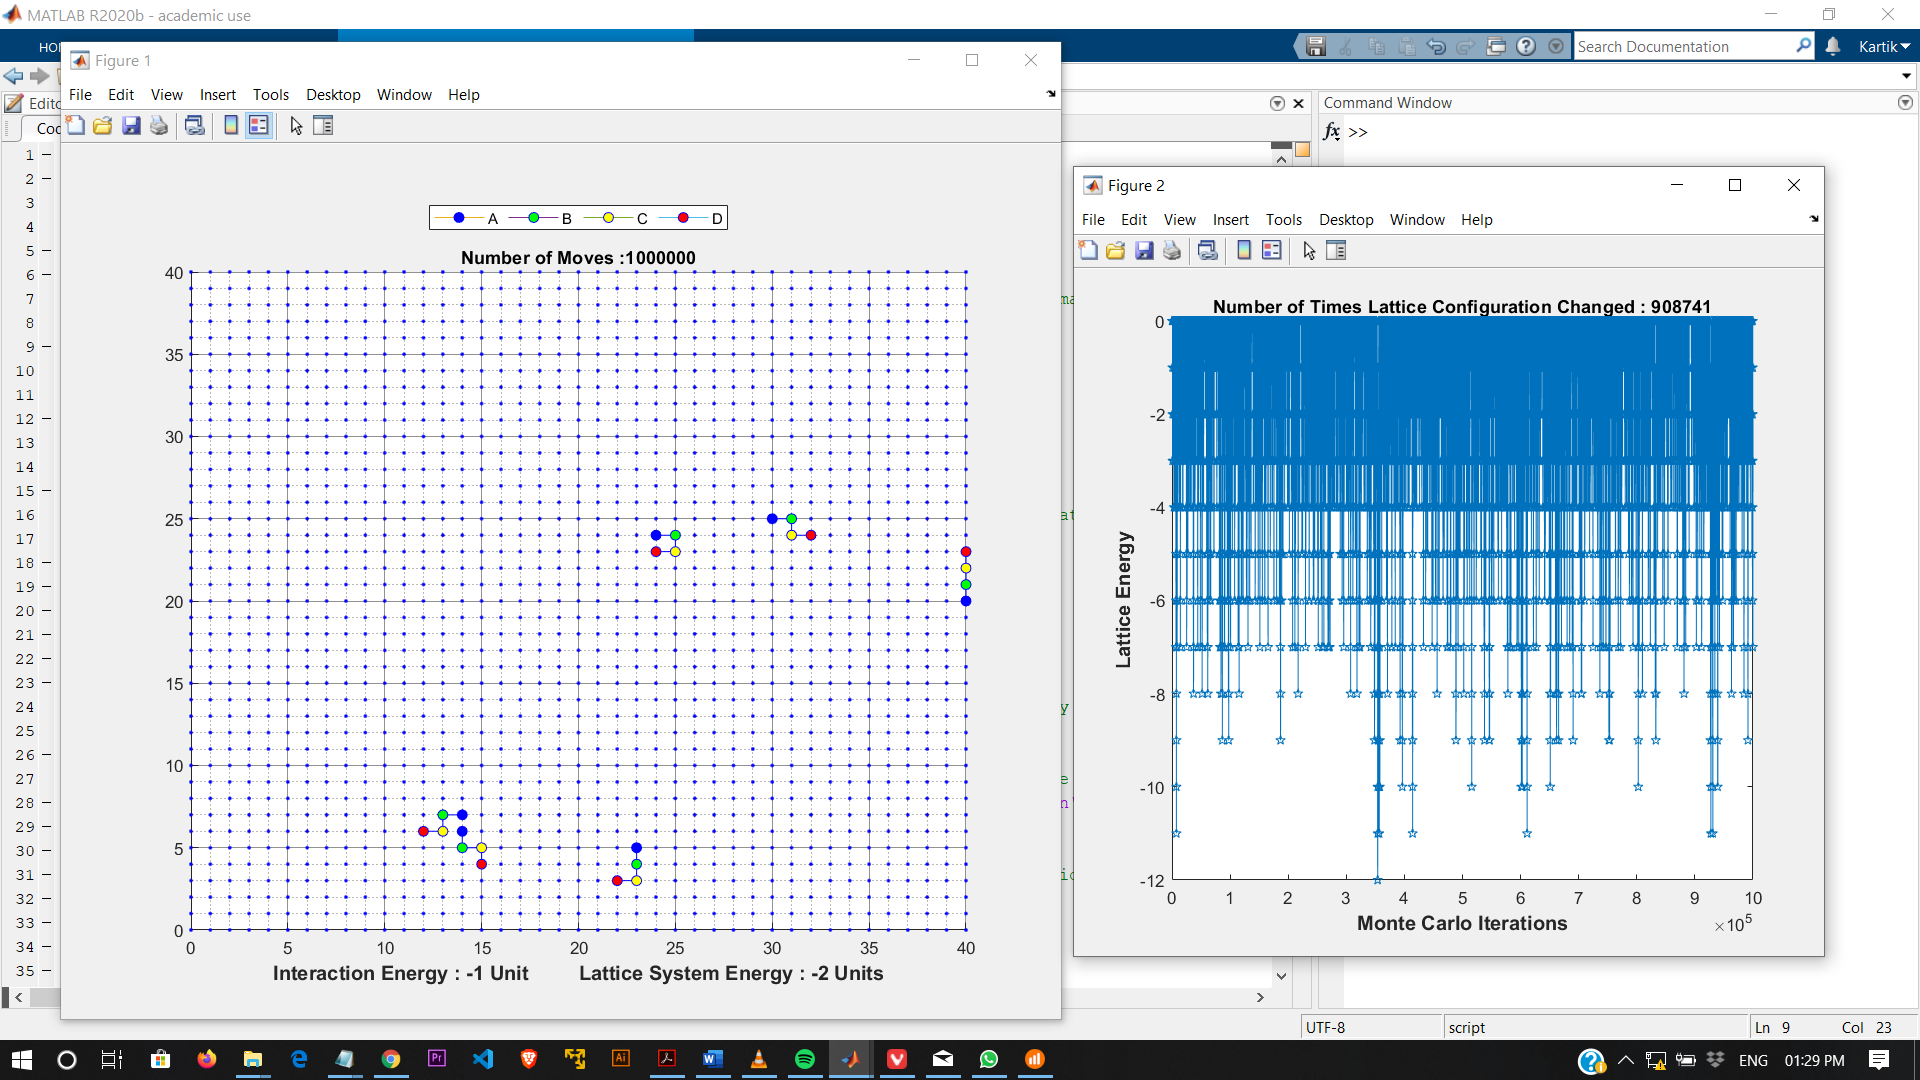 MATLAB R2020b - academic use
HO
Search Documentation
Kartik
Figure 1
File Edit View Insert Tools Desktop Window Help
Edito
Command Window
Coc
fx >>
A B C D
Number of Moves :1000000
40
35
30
25
20
15
10
5
0
0 5 10 15 20 25 30 35 40
Interaction Energy : -1 Unit Lattice System Energy : -2 Units
1
2
3
4
5
6
7
8
9
10
11
12
13
14
15
16
17
18
19
20
21
22
23
24
25
26
27
28
29
30
31
32
33
34
35
ma
at
y
e
n'
ic
Figure 2
File Edit View Insert Tools Desktop Window Help
Number of Times Lattice Configuration Changed : 908741
0
-2
-4
-6
-8
-10
-12
Lattice Energy
0 1 2 3 4 5 6 7 8 9 10
Monte Carlo Iterations
×10^5
UTF-8 script Ln 9 Col 23
ENG 01:29 PM